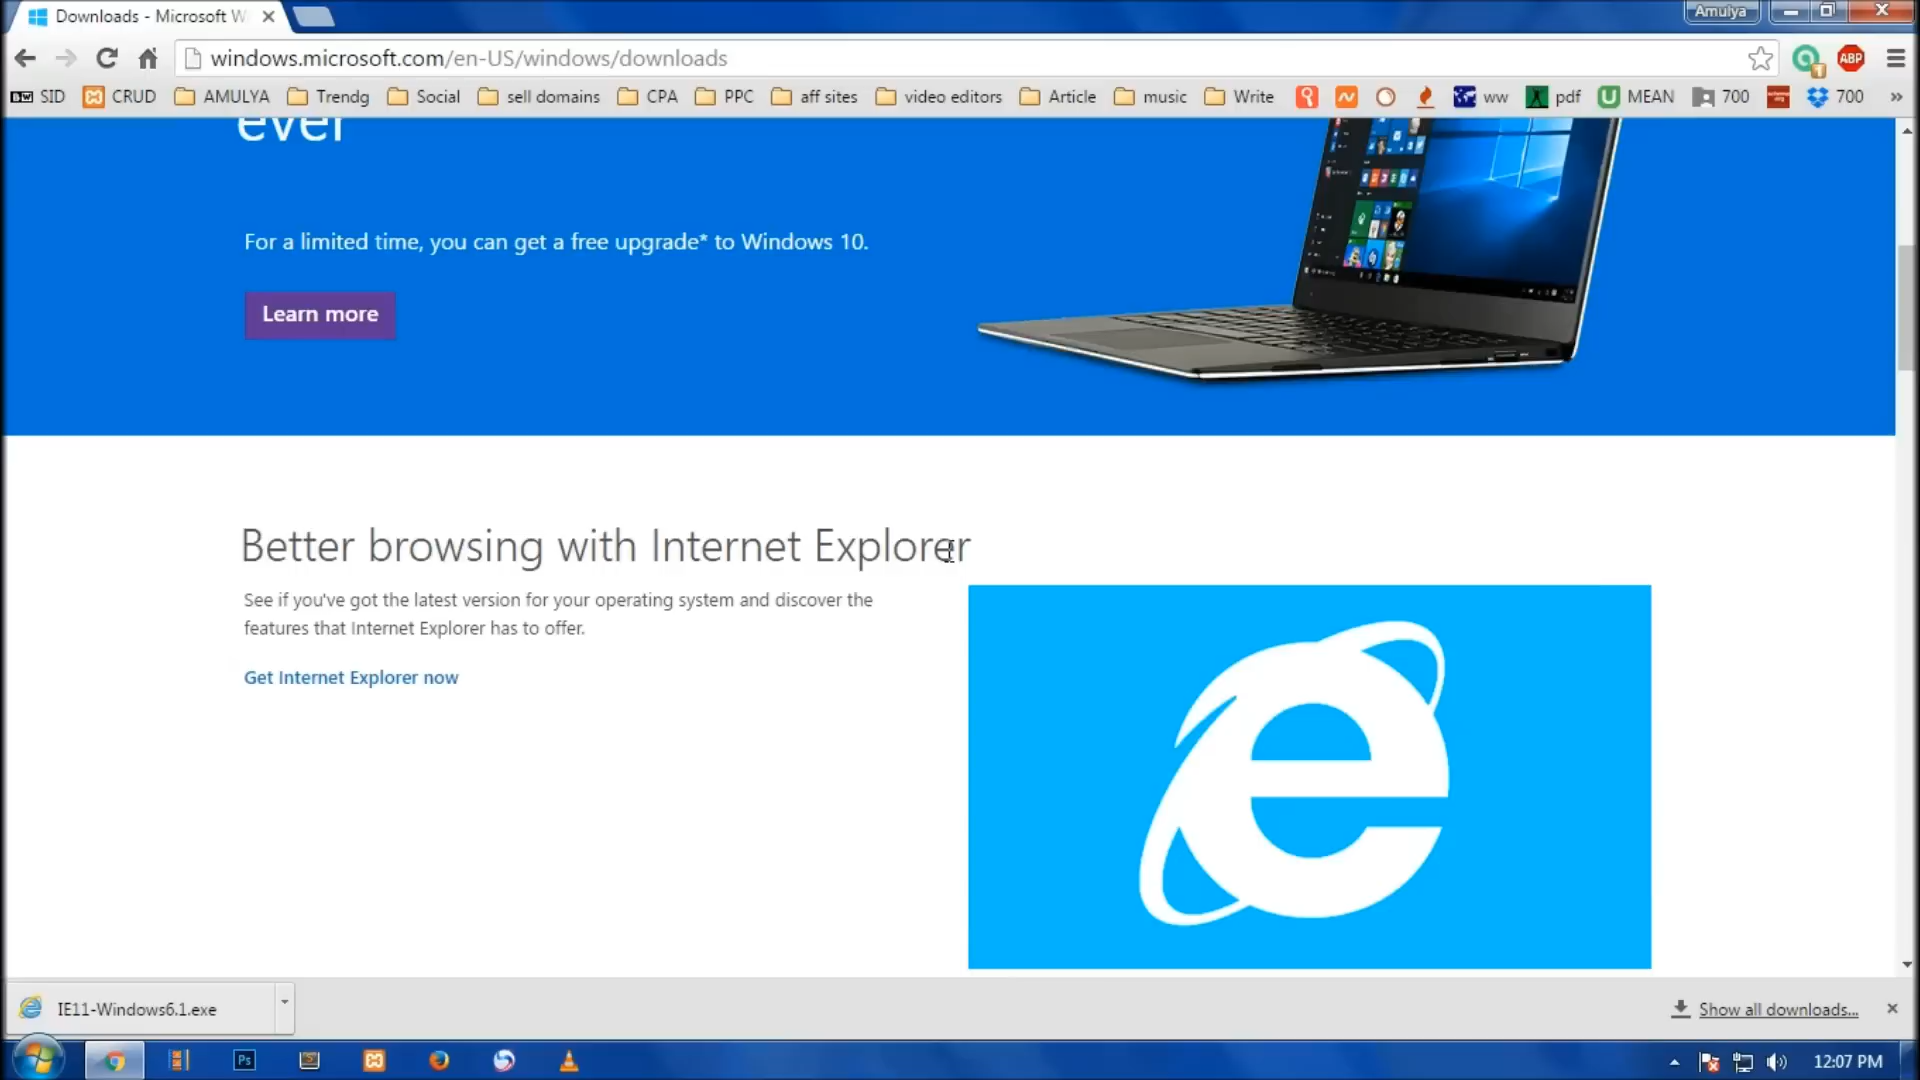 Downloads - Microsoft W
Amulya
windows.microsoft.com/en-US/windows/downloads
ABP
BW SID CRUD AMULYA Trendg Social sell domains CPA PPC aff sites video editors Article music Write ww pdf MEAN 700 700 »
ever
For a limited time, you can get a free upgrade* to Windows 10.
Learn more
Better browsing with Internet Explorer
See if you've got the latest version for your operating system and discover the
features that Internet Explorer has to offer.
Get Internet Explorer now
IE11-Windows6.1.exe
Show all downloads...
Ps
12:07 PM